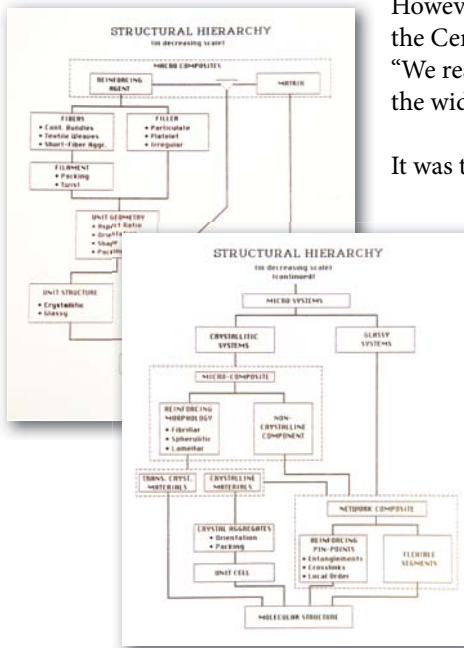 STRUCTURAL HIERARCHY
(in decreasing scale)
MACRO COMPOSITES
REINFORCING
AGENT
MATRIX
FIBERS
• Cont. Bundles
• Textile Weaves
• Short-Fiber Aggr.
FILLER
• Particulate
• Platelet
• Irregular
FILAMENT
• Packing
• Twist
UNIT GEOMETRY
• Aspect Ratio
• Orientation
UNIT STRUCTURE
• Crystallitic
• Glassy
However
the Cer
“We rea
the wid
It was t
STRUCTURAL HIERARCHY
(in decreasing scale)
(continued)
MICRO SYSTEMS
CRYSTALLITIC
SYSTEMS
GLASSY
SYSTEMS
MICRO-COMPOSITE
REINFORCING
MORPHOLOGY
• Fibrillar
• Spherulitic
• Lamellar
NON-
CRYSTALLINE
COMPONENT
TRANS. CRYST.
MATERIALS
CRYSTALLINE
MATERIALS
NETWORK COMPOSITE
CRYSTAL AGGREGATES
• Orientation
• Packing
REINFORCING
PIN-POINTS
• Entanglements
• Crosslinks
• Local Order
FLEXIBLE
SEGMENTS
UNIT CELL
MOLECULAR STRUCTURE